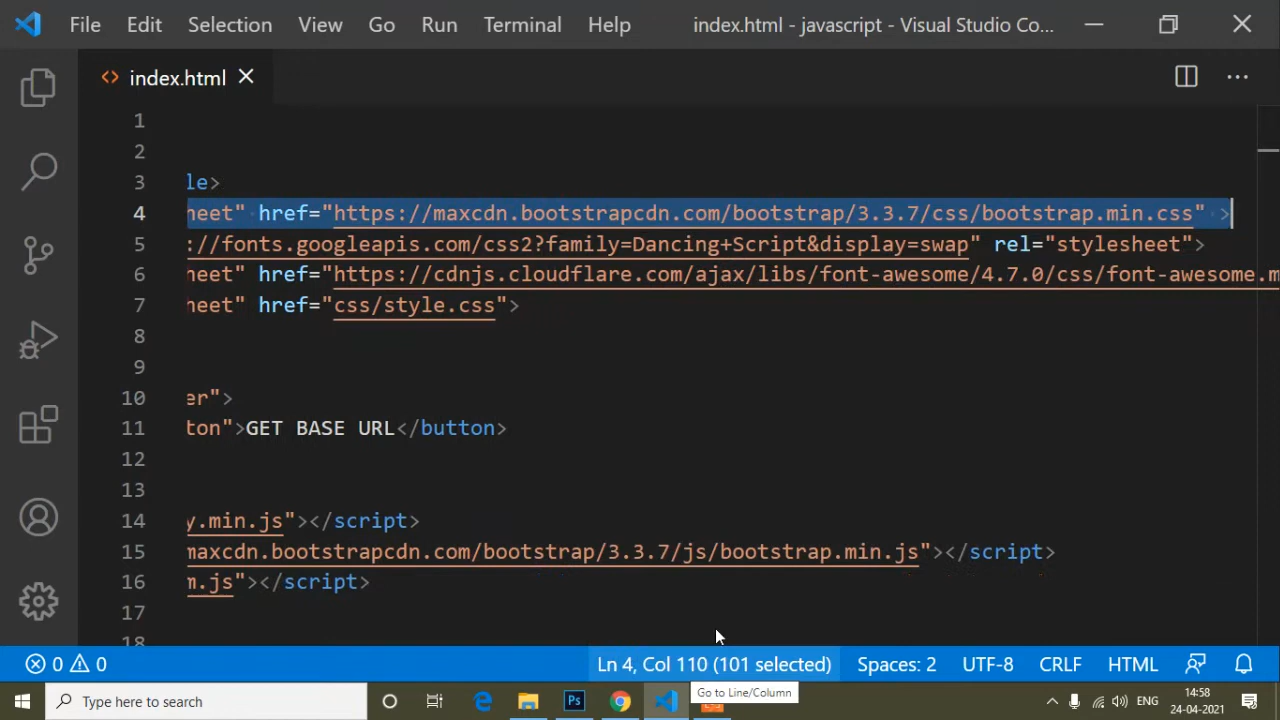 File Edit Selection View Go Run Terminal Help index.html - javascript - Visual Studio Co...
<> index.html
1
2
3 le>
4 heet" href="https://maxcdn.bootstrapcdn.com/bootstrap/3.3.7/css/bootstrap.min.css" >
5 ://fonts.googleapis.com/css2?family=Dancing+Script&display=swap" rel="stylesheet">
6 heet" href="https://cdnjs.cloudflare.com/ajax/libs/font-awesome/4.7.0/css/font-awesome.m
7 heet" href="css/style.css">
8
9
10 er">
11 ton">GET BASE URL</button>
12
13
14 y.min.js"></script>
15 maxcdn.bootstrapcdn.com/bootstrap/3.3.7/js/bootstrap.min.js"></script>
16 m.js"></script>
17
18
0 0 Ln 4, Col 110 (101 selected) Spaces: 2 UTF-8 CRLF HTML
Go to Line/Column
Type here to search Ps ENG 14:58
24-04-2021